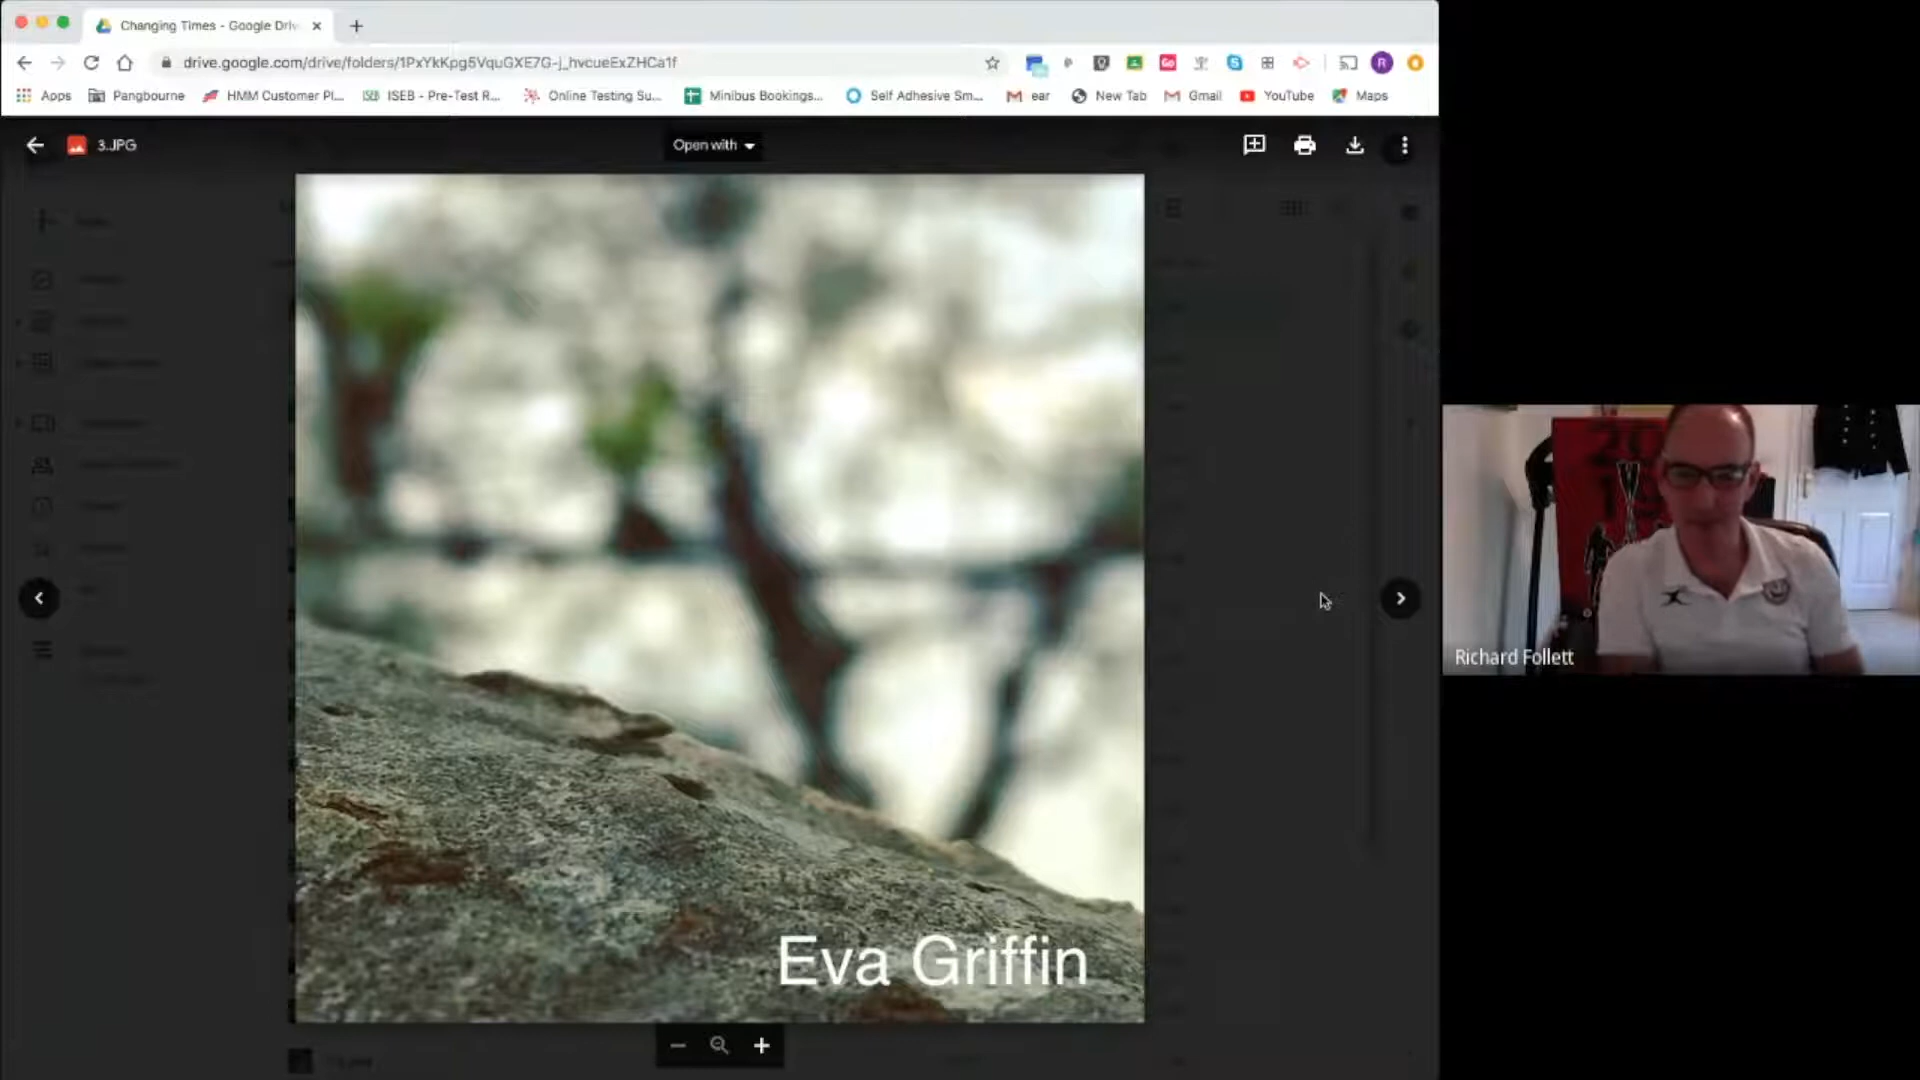 Changing Times - Google Driv
drive.google.com/drive/folders/1PxYkKpg5VquGXE7G-j_hvcueExZHCa1f
Apps Pangbourne HMM Customer Pl... ISEB - Pre-Test R... Online Testing Su... Minibus Bookings... Self Adhesive Sm... ear New Tab Gmail YouTube Maps
3.JPG Open with
Richard Follett
Eva Griffin